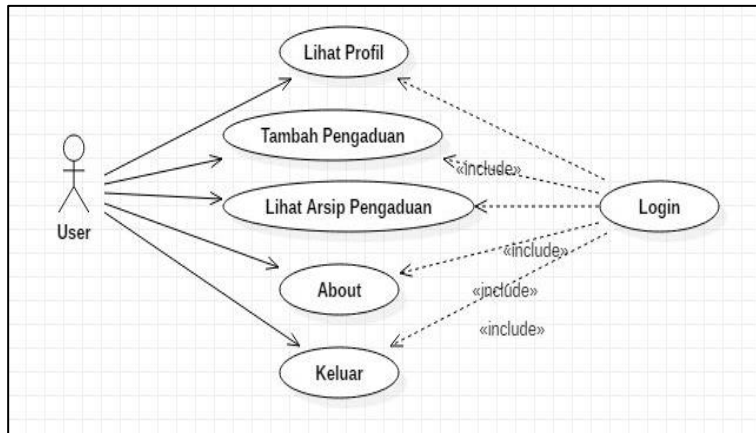 Lihat Profil
Tambah Pengaduan
«include»
Lihat Arsip Pengaduan
Login
User
«include»
About
«include»
«include»
Keluar